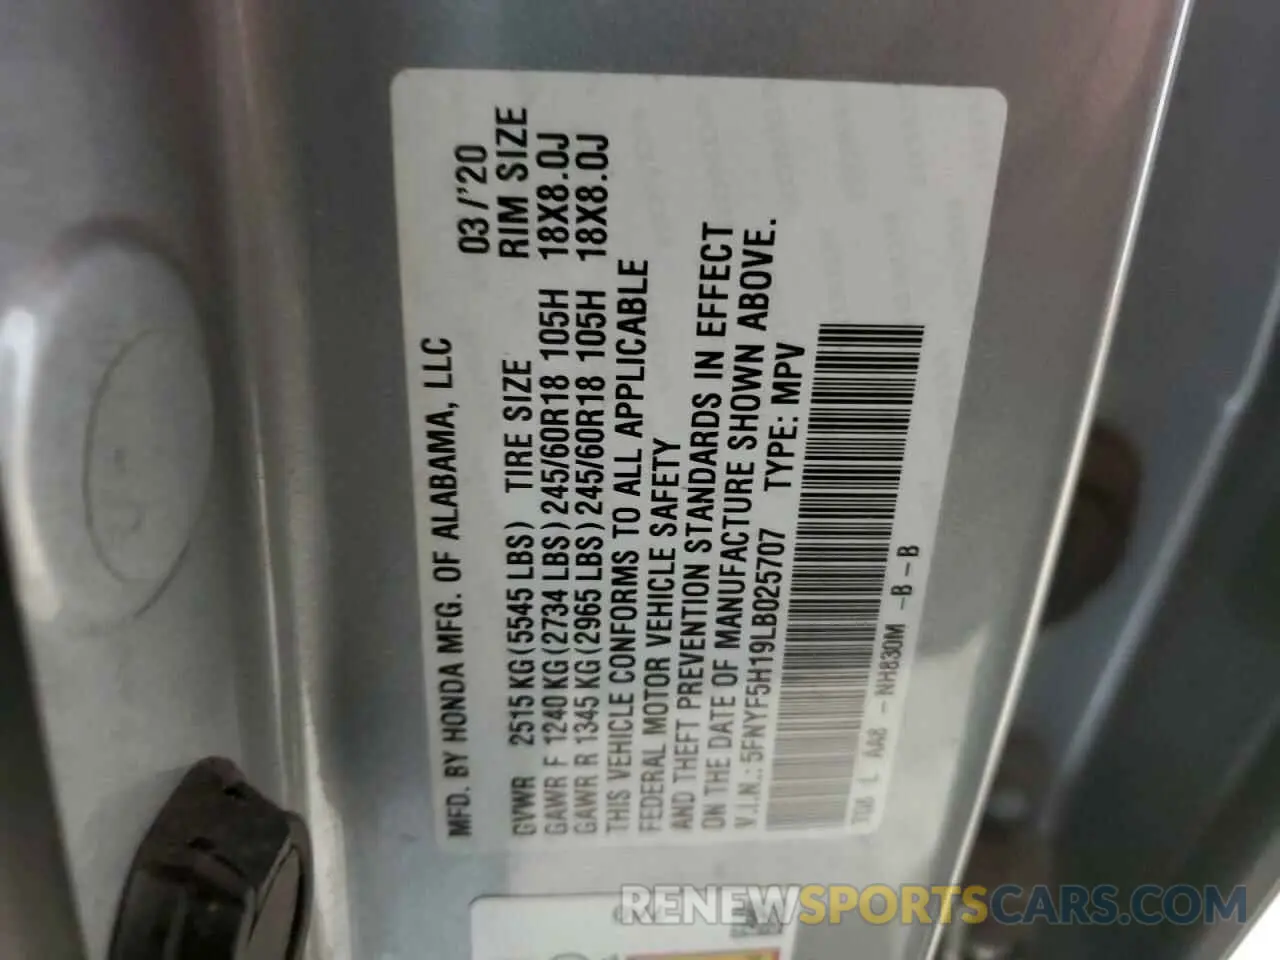 MFD. BY HONDA MFG. OF ALABAMA, LLC 03/'20
GVWR 2515 KG(5545 LBS) TIRE SIZE RIM SIZE
GAWR F 1240 KG(2734 LBS)245/60R18 105H 18X8.0J
GAWR R 1345 KG(2965 LBS)245/60R18 105H 18X8.0J
THIS VEHICLE CONFORMS TO ALL APPLICABLE
FEDERAL MOTOR VEHICLE SAFETY
AND THEFT PREVENTION STANDARDS IN EFFECT
ON THE DATE OF MANUFACTURE SHOWN ABOVE.
V.I.N.:5FNYF5H19LB025707 TYPE: MPV
L AA8 -NH830M -B -B
RENEWSPORTSCARS.COM